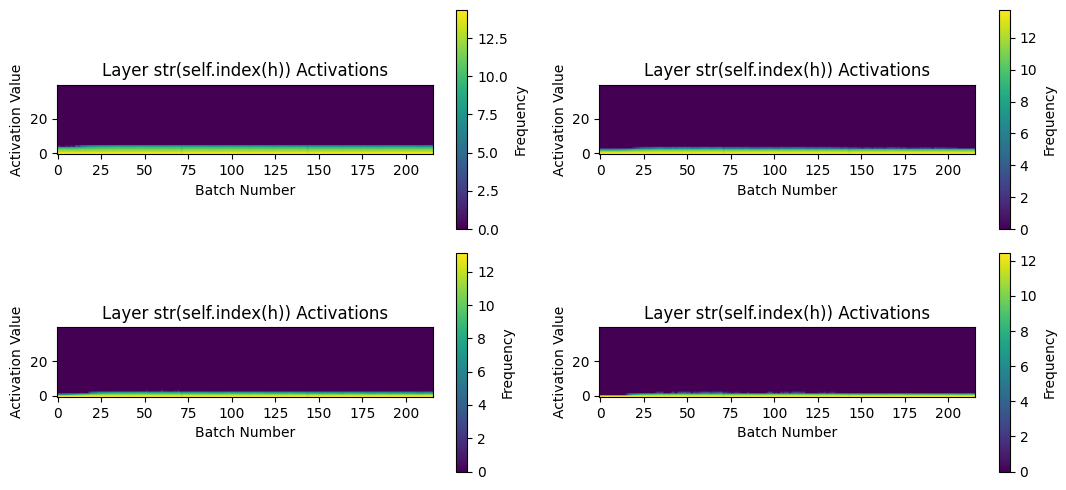 Layer str(self.index(h)) Activations
Activation Value
20
0
0 25 50 75 100 125 150 175 200
Batch Number
12.5
10.0
7.5
5.0
2.5
0.0
Frequency
Layer str(self.index(h)) Activations
Activation Value
20
0
0 25 50 75 100 125 150 175 200
Batch Number
12
10
8
6
4
2
0
Frequency
Layer str(self.index(h)) Activations
Activation Value
20
0
0 25 50 75 100 125 150 175 200
Batch Number
12
10
8
6
4
2
0
Frequency
Layer str(self.index(h)) Activations
Activation Value
20
0
0 25 50 75 100 125 150 175 200
Batch Number
12
10
8
6
4
2
0
Frequency